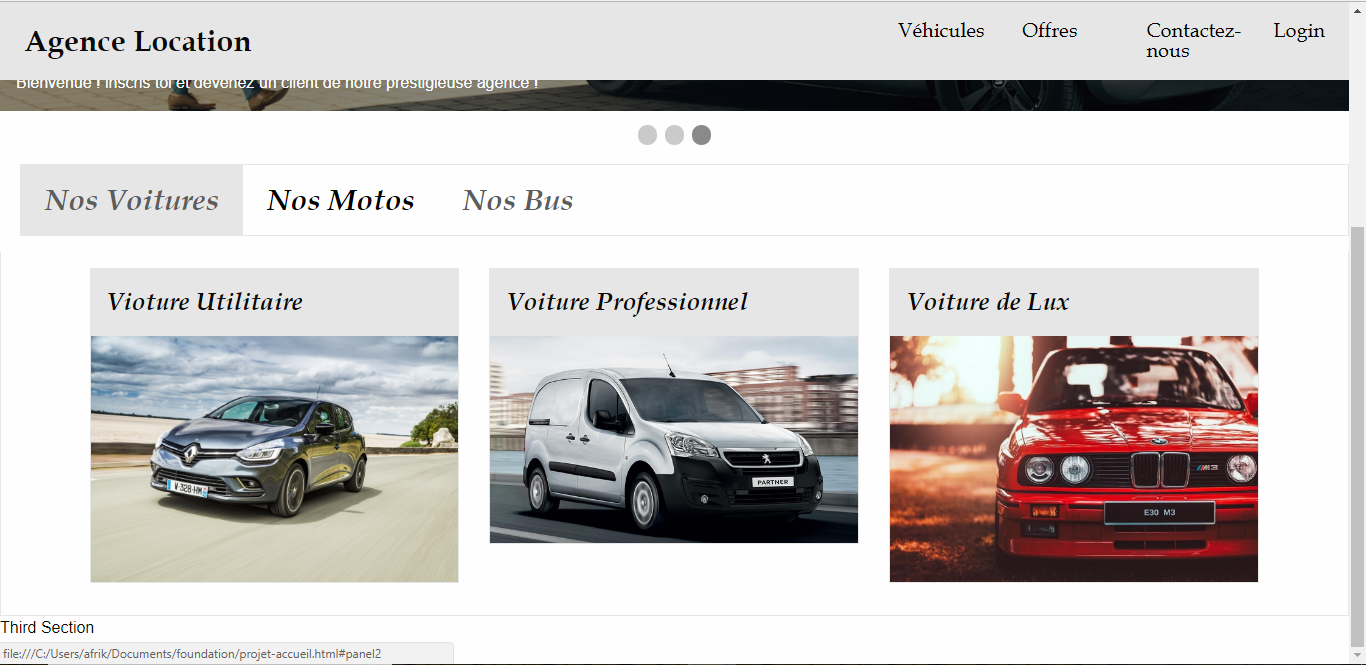 Agence Location
Véhicules
Offres
Contactez-
nous
Login
Bienvenue ! Inscris toi et devenez un client de notre prestigieuse agence !
Nos Voitures
Nos Motos
Nos Bus
Vioture Utilitaire
Voiture Professionnel
Voiture de Lux
V-328-HM
PARTNER
M3
E30 M3
Third Section
file:///C:/Users/afrik/Documents/foundation/projet-accueil.html#panel2